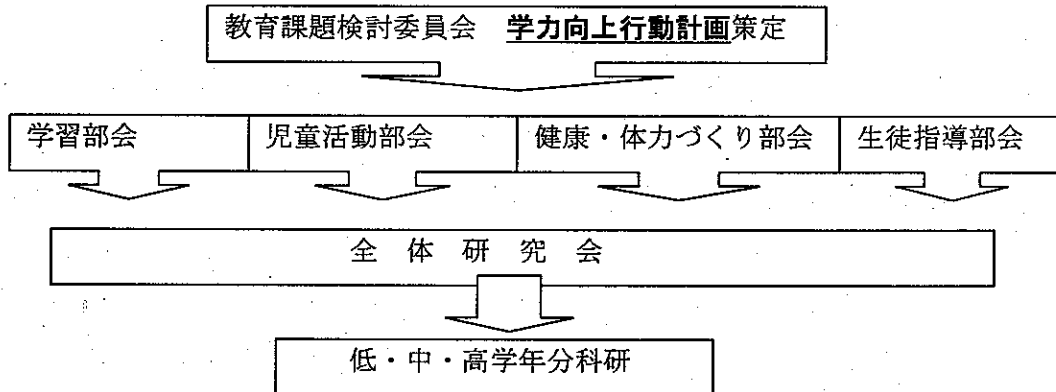 教育課題検討委員会　学力向上行動計画策定
学習部会
児童活動部会
健康・体力づくり部会
生徒指導部会
全体研究会
低・中・高学年分科研